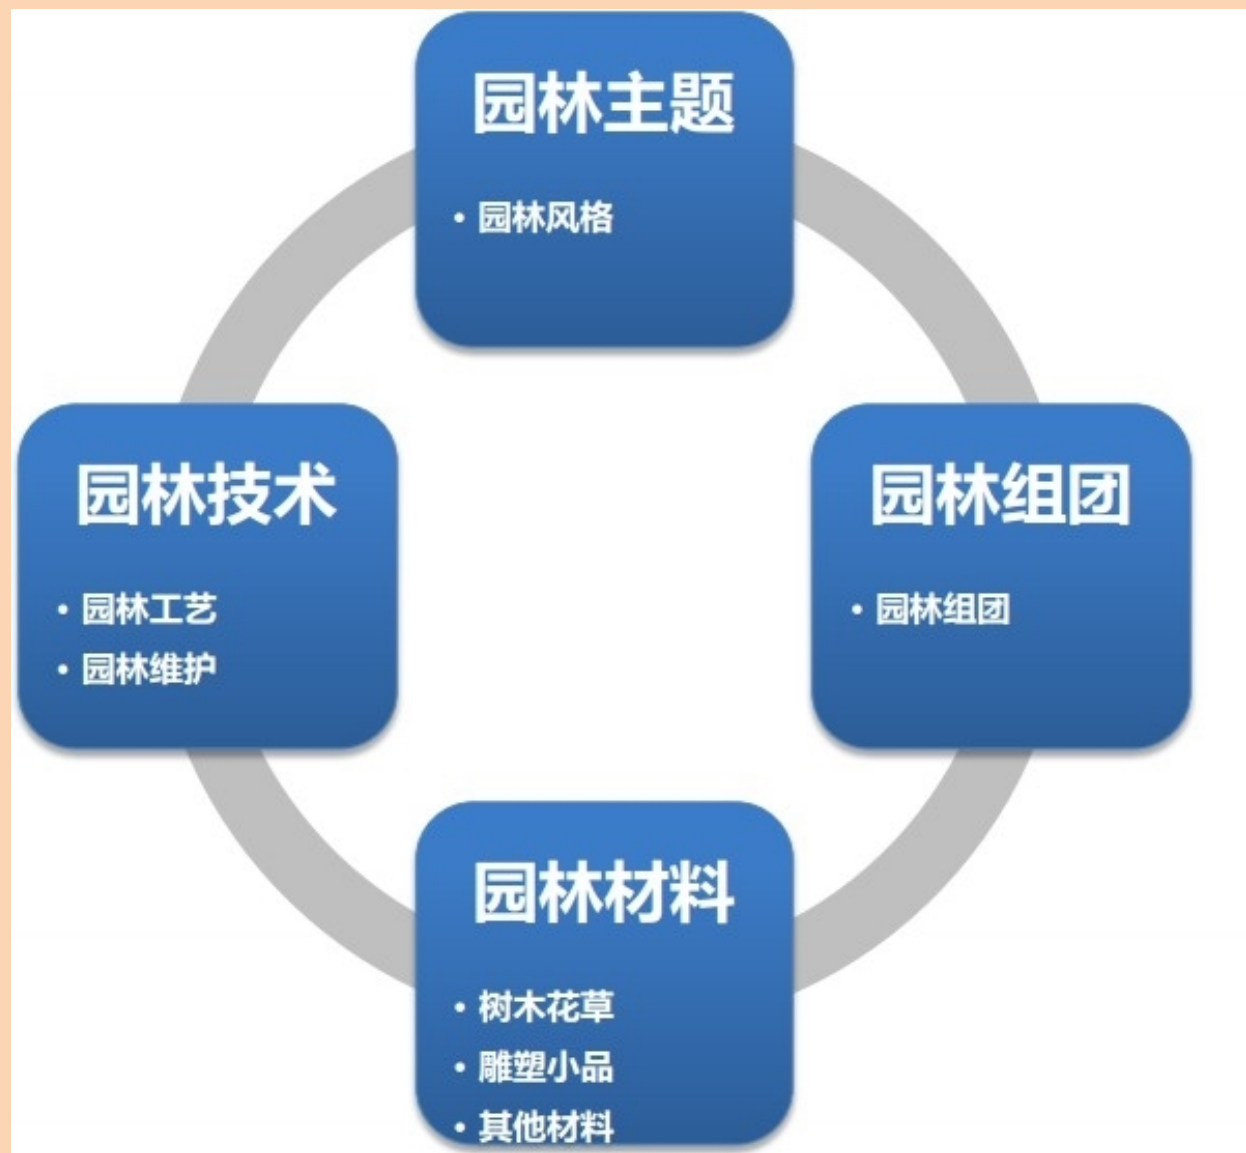 园林主题
• 园林风格
园林技术
• 园林工艺
• 园林维护
园林组团
• 园林组团
园林材料
• 树木花草
• 雕塑小品
• 其他材料